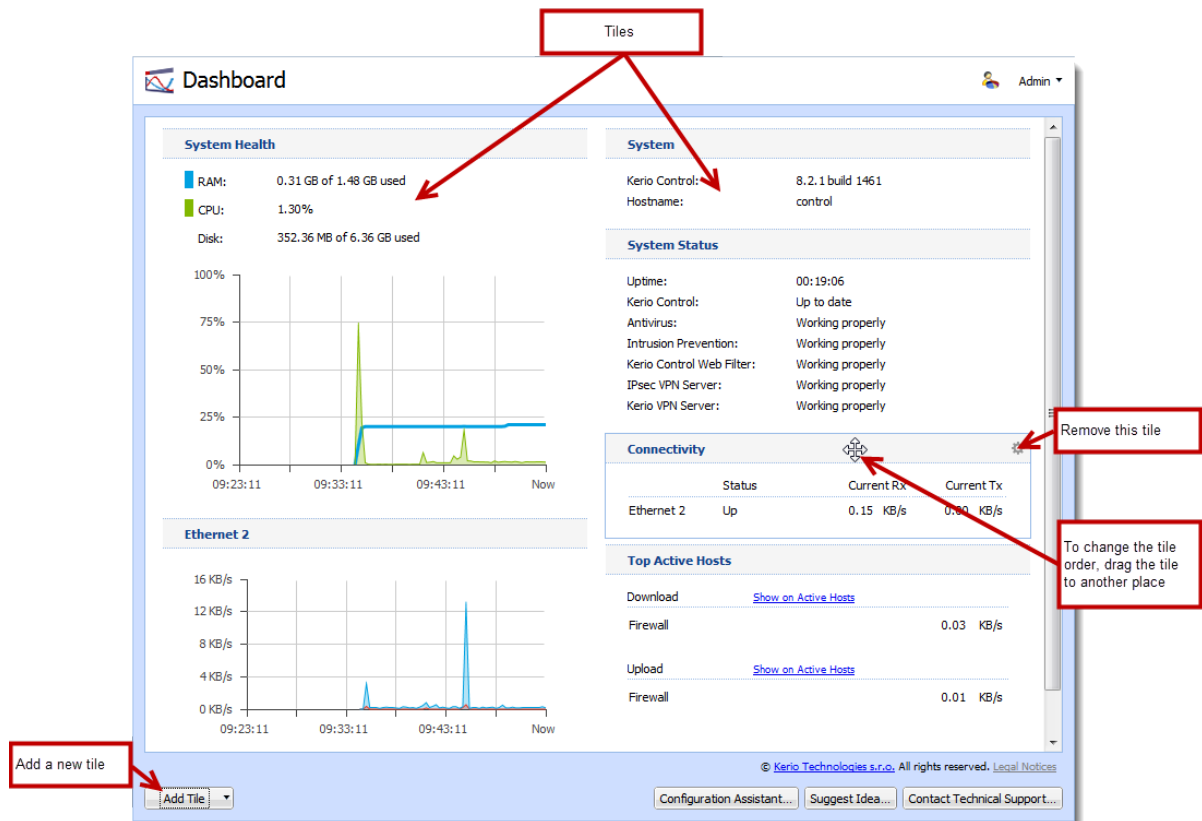 Tiles
Dashboard
Admin
System Health
RAM: 0.31 GB of 1.48 GB used
CPU: 1.30%
Disk: 352.36 MB of 6.36 GB used
100%
75%
50%
25%
0%
09:23:11 09:33:11 09:43:11 Now
Ethernet 2
16 KB/s
12 KB/s
8 KB/s
4 KB/s
0 KB/s
09:23:11 09:33:11 09:43:11 Now
System
Kerio Control: 8.2.1 build 1461
Hostname: control
System Status
Uptime: 00:19:06
Kerio Control: Up to date
Antivirus: Working properly
Intrusion Prevention: Working properly
Kerio Control Web Filter: Working properly
IPsec VPN Server: Working properly
Kerio VPN Server: Working properly
Connectivity
Status Current Rx Current Tx
Ethernet 2 Up 0.15 KB/s 0.00 KB/s
Top Active Hosts
Download Show on Active Hosts
Firewall 0.03 KB/s
Upload Show on Active Hosts
Firewall 0.01 KB/s
Remove this tile
To change the tile
order, drag the tile
to another place
Add a new tile
© Kerio Technologies s.r.o. All rights reserved. Legal Notices
Add Tile
Configuration Assistant... Suggest Idea... Contact Technical Support...